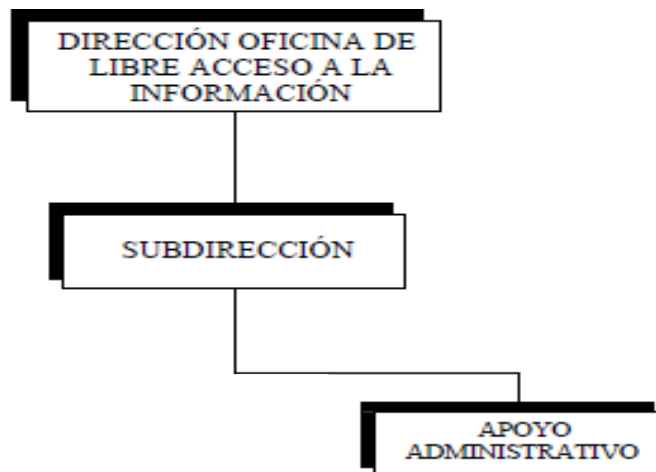 DIRECCIÓN OFICINA DE
LIBRE ACCESO A LA
INFORMACIÓN
SUBDIRECCIÓN
APOYO
ADMINISTRATIVO